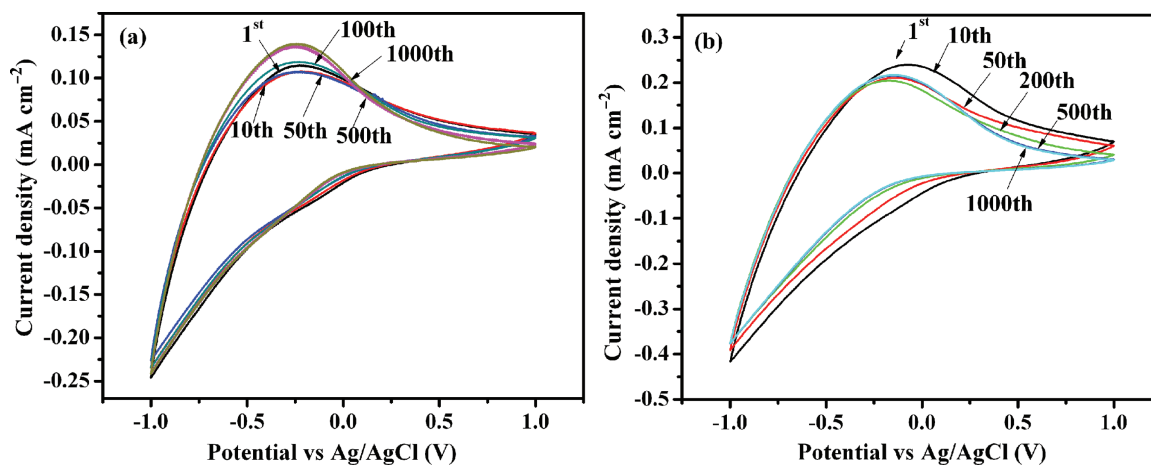 (a)
1st
100th
1000th
10th
50th
500th
0.15
0.10
0.05
0.00
-0.05
-0.10
-0.15
-0.20
-0.25
-1.0
-0.5
0.0
0.5
1.0
Current density (mA cm−2)
Potential vs Ag/AgCl (V)
(b)
1st
10th
50th
200th
500th
1000th
0.3
0.2
0.1
0.0
-0.1
-0.2
-0.3
-0.4
-0.5
-1.0
-0.5
0.0
0.5
1.0
Current density (mA cm−2)
Potential vs Ag/AgCl (V)